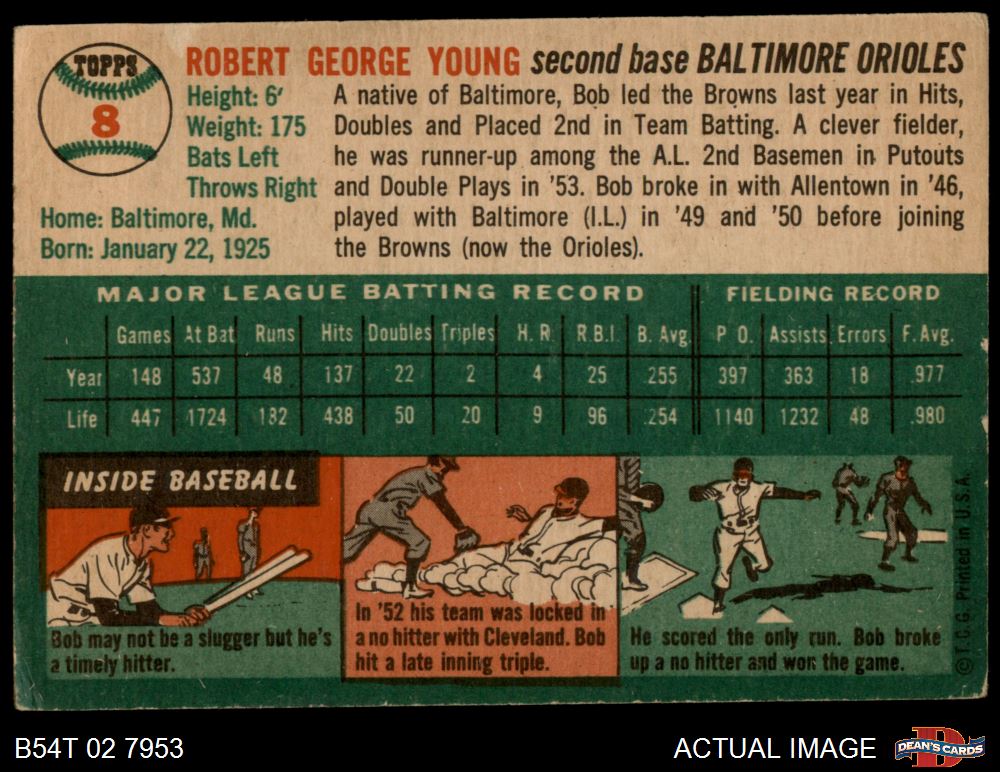 TOPPS
8
ROBERT GEORGE YOUNG second base BALTIMORE ORIOLES
Height: 6'
Weight: 175
Bats Left
Throws Right
Home: Baltimore, Md.
Born: January 22, 1925
A native of Baltimore, Bob led the Browns last year in Hits,
Doubles and Placed 2nd in Team Batting. A clever fielder,
he was runner-up among the A.L. 2nd Basemen in Putouts
and Double Plays in '53. Bob broke in with Allentown in '46,
played with Baltimore (I.L.) in '49 and '50 before joining
the Browns (now the Orioles).
MAJOR LEAGUE BATTING RECORD FIELDING RECORD
Games At Bat Runs Hits Doubles Triples H. R. R.B.I. B. Avg. P O. Assists Errors F. Avg.
Year 148 537 48 137 22 2 4 25 .255 397 363 18 .977
Life 447 1724 182 438 50 20 9 96 .254 1140 1232 48 .980
INSIDE BASEBALL
Bob may not be a slugger but he's
a timely hitter.
In '52 his team was locked in
a no hitter with Cleveland. Bob
hit a late inning triple.
He scored the only run. Bob broke
up a no hitter and won the game.
© T.C.G. Printed in U.S.A.
B54T 02 7953
ACTUAL IMAGE
D
DEAN'S CARDS